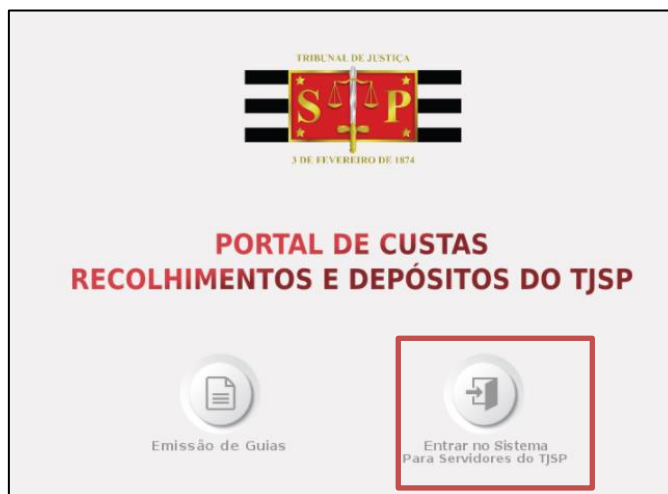 TRIBUNAL DE JUSTIÇA
S P
3 DE FEVEREIRO DE 1874
PORTAL DE CUSTAS
RECOLHIMENTOS E DEPÓSITOS DO TJSP
Emissão de Guias
Entrar no Sistema
Para Servidores do TJSP